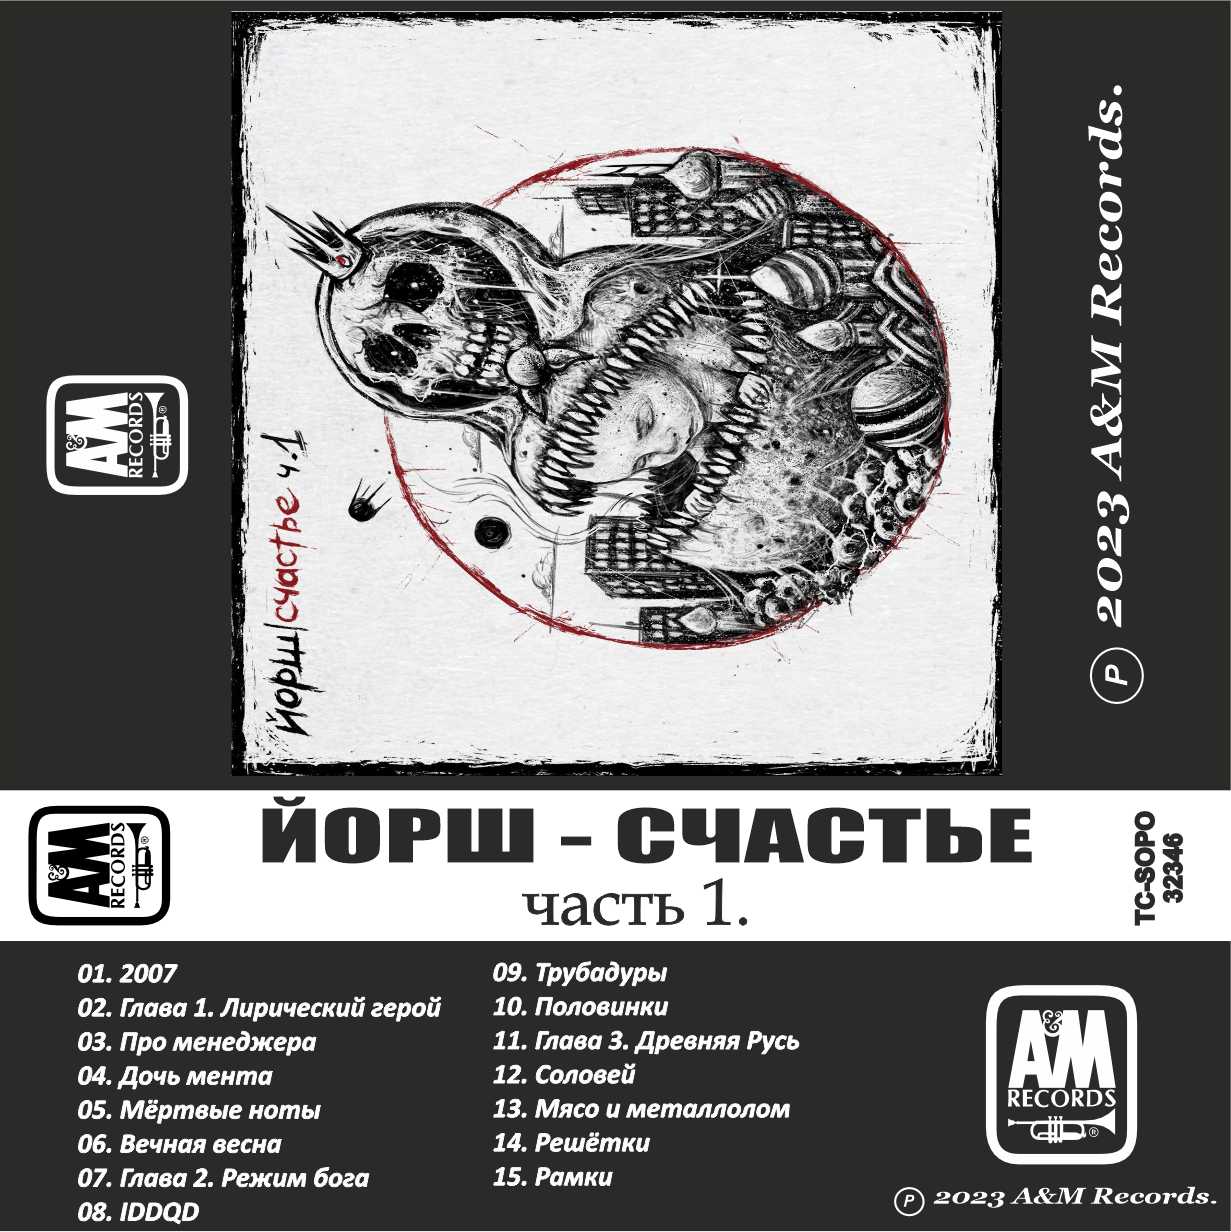 йорш|счастье ч.1
A&M
RECORDS
®
℗ 2023 A&M Records.
A&M
RECORDS
®
ЙОРШ - СЧАСТЬЕ
часть 1.
TC-SOPO
32346
01. 2007
02. Глава 1. Лирический герой
03. Про менеджера
04. Дочь мента
05. Мёртвые ноты
06. Вечная весна
07. Глава 2. Режим бога
08. IDDQD
09. Трубадуры
10. Половинки
11. Глава 3. Древняя Русь
12. Соловей
13. Мясо и металлолом
14. Решётки
15. Рамки
A&M
RECORDS
®
℗ 2023 A&M Records.